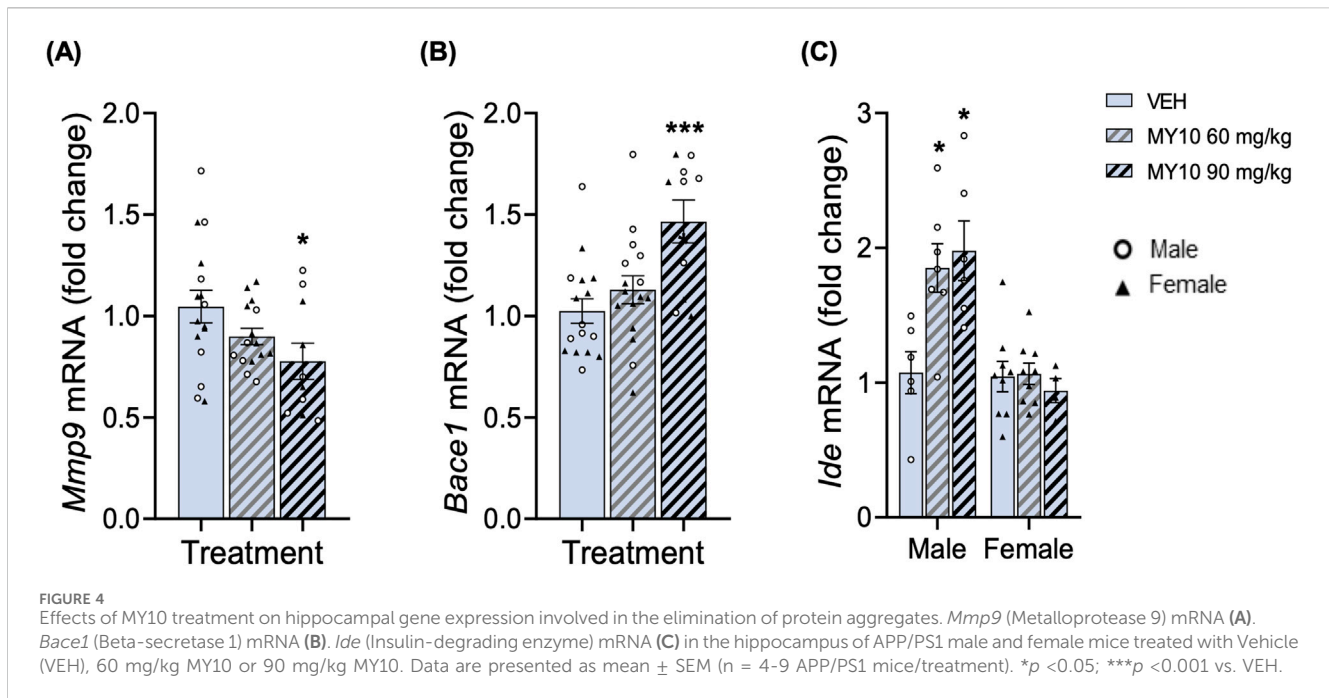 (A)
Mmp9 mRNA (fold change)
2.0
1.5
1.0
0.5
0.0
*
Treatment
(B)
Bace1 mRNA (fold change)
2.0
1.5
1.0
0.5
0.0
***
Treatment
(C)
Ide mRNA (fold change)
3
2
1
0
*
*
Male Female
VEH
MY10 60 mg/kg
MY10 90 mg/kg
Male
Female
FIGURE 4
Effects of MY10 treatment on hippocampal gene expression involved in the elimination of protein aggregates. Mmp9 (Metalloprotease 9) mRNA (A).
Bace1 (Beta-secretase 1) mRNA (B). Ide (Insulin-degrading enzyme) mRNA (C) in the hippocampus of APP/PS1 male and female mice treated with Vehicle
(VEH), 60 mg/kg MY10 or 90 mg/kg MY10. Data are presented as mean ± SEM (n = 4-9 APP/PS1 mice/treatment). *p <0.05; ***p <0.001 vs. VEH.